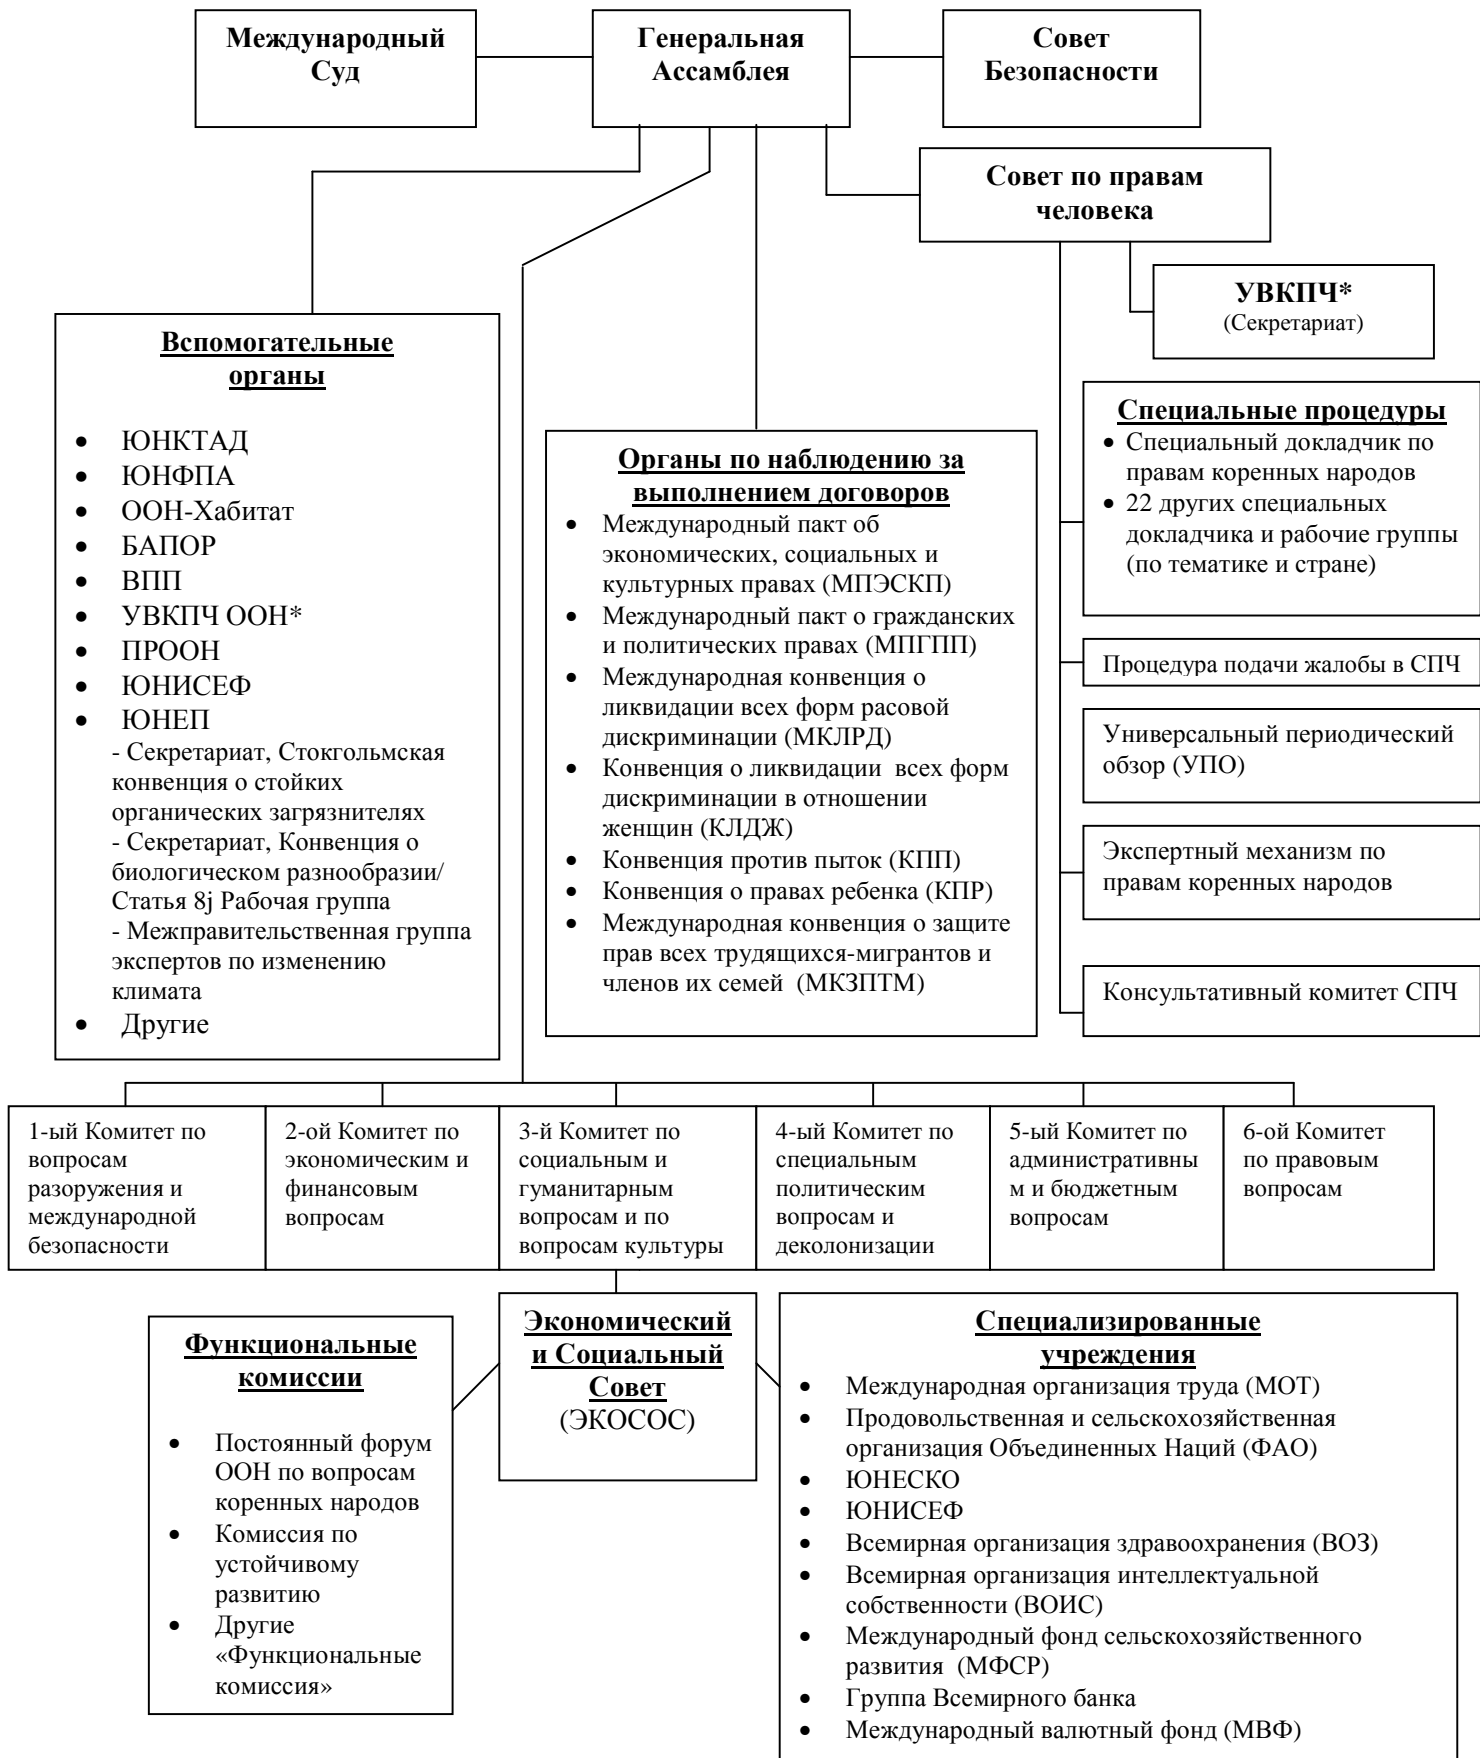 Международный
Суд
Генеральная
Ассамблея
Совет
Безопасности
Совет по правам
человека
УВКПЧ*
(Секретариат)
Вспомогательные
органы
• ЮНКТАД
• ЮНФПА
• ООН-Хабитат
• БАПОР
• ВПП
• УВКПЧ ООН*
• ПРООН
• ЮНИСЕФ
• ЮНЕП
- Секретариат, Стокгольмская
конвенция о стойких
органических загрязнителях
- Секретариат, Конвенция о
биологическом разнообразии/
Статья 8j Рабочая группа
- Межправительственная группа
экспертов по изменению
климата
• Другие
Органы по наблюдению за
выполнением договоров
• Международный пакт об
экономических, социальных и
культурных правах (МПЭСКП)
• Международный пакт о гражданских
и политических правах (МПГПП)
• Международная конвенция о
ликвидации всех форм расовой
дискриминации (МКЛРД)
• Конвенция о ликвидации всех форм
дискриминации в отношении
женщин (КЛДЖ)
• Конвенция против пыток (КПП)
• Конвенция о правах ребенка (КПР)
• Международная конвенция о защите
прав всех трудящихся-мигрантов и
членов их семей (МКЗПТМ)
Специальные процедуры
• Специальный докладчик по
правам коренных народов
• 22 других специальных
докладчика и рабочие группы
(по тематике и стране)
Процедура подачи жалобы в СПЧ
Универсальный периодический
обзор (УПО)
Экспертный механизм по
правам коренных народов
Консультативный комитет СПЧ
1-ый Комитет по
вопросам
разоружения и
международной
безопасности
2-ой Комитет по
экономическим и
финансовым
вопросам
3-й Комитет по
социальным и
гуманитарным
вопросам и по
вопросам культуры
4-ый Комитет по
специальным
политическим
вопросам и
деколонизации
5-ый Комитет по
административны
м и бюджетным
вопросам
6-ой Комитет
по правовым
вопросам
Функциональные
комиссии
• Постоянный форум
ООН по вопросам
коренных народов
• Комиссия по
устойчивому
развитию
• Другие
«Функциональные
комиссия»
Экономический
и Социальный
Совет
(ЭКОСОС)
Специализированные
учреждения
• Международная организация труда (МОТ)
• Продовольственная и сельскохозяйственная
организация Объединенных Наций (ФАО)
• ЮНЕСКО
• ЮНИСЕФ
• Всемирная организация здравоохранения (ВОЗ)
• Всемирная организация интеллектуальной
собственности (ВОИС)
• Международный фонд сельскохозяйственного
развития (МФСР)
• Группа Всемирного банка
• Международный валютный фонд (МВФ)